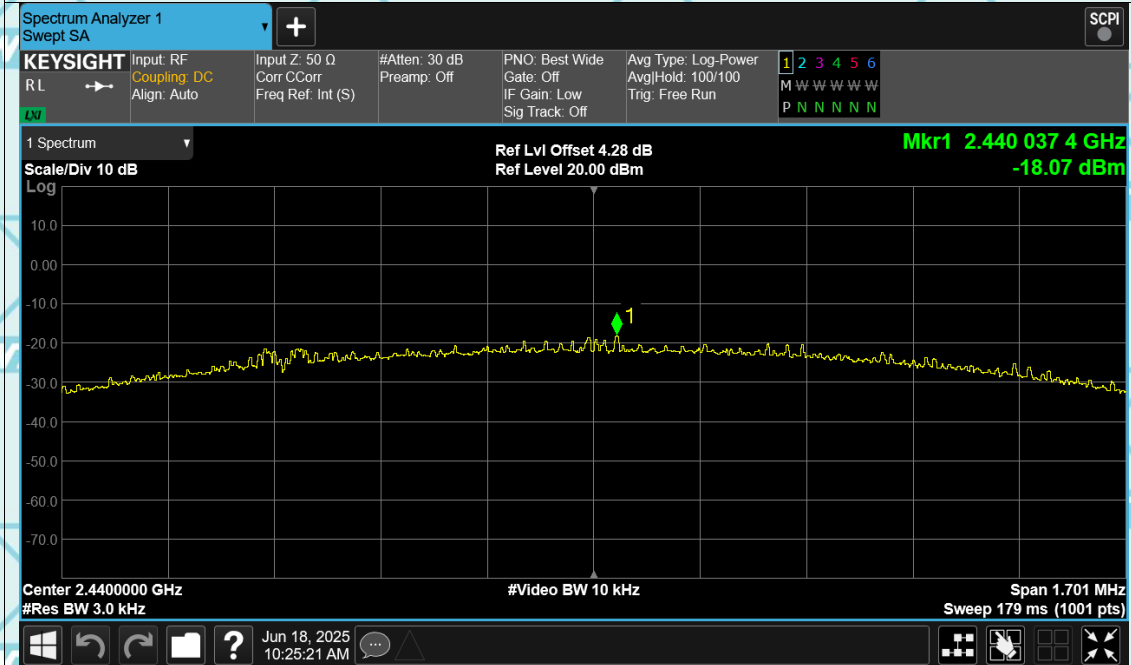 Spectrum Analyzer 1
Swept SA
+
SCPI
KEYSIGHT
R L
LXI
Input: RF
Coupling: DC
Align: Auto
Input Z: 50 Ω
Corr CCorr
Freq Ref: Int (S)
#Atten: 30 dB
Preamp: Off
PNO: Best Wide
Gate: Off
IF Gain: Low
Sig Track: Off
Avg Type: Log-Power
Avg|Hold: 100/100
Trig: Free Run
1 2 3 4 5 6
M W W W W W
P N N N N N
1 Spectrum
Scale/Div 10 dB
Ref Lvl Offset 4.28 dB
Ref Level 20.00 dBm
Mkr1 2.440 037 4 GHz
-18.07 dBm
Log
10.0
0.00
-10.0
1
-20.0
-30.0
-40.0
-50.0
-60.0
-70.0
Center 2.4400000 GHz
#Video BW 10 kHz
Span 1.701 MHz
#Res BW 3.0 kHz
Sweep 179 ms (1001 pts)
?
Jun 18, 2025
10:25:21 AM